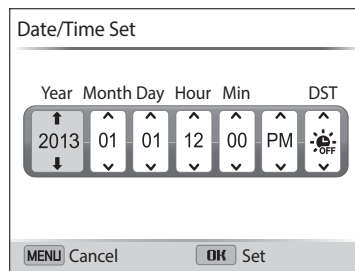 Date/Time Set
Year Month Day Hour Min DST
2013 01 01 12 00 PM OFF
MENU Cancel OK Set